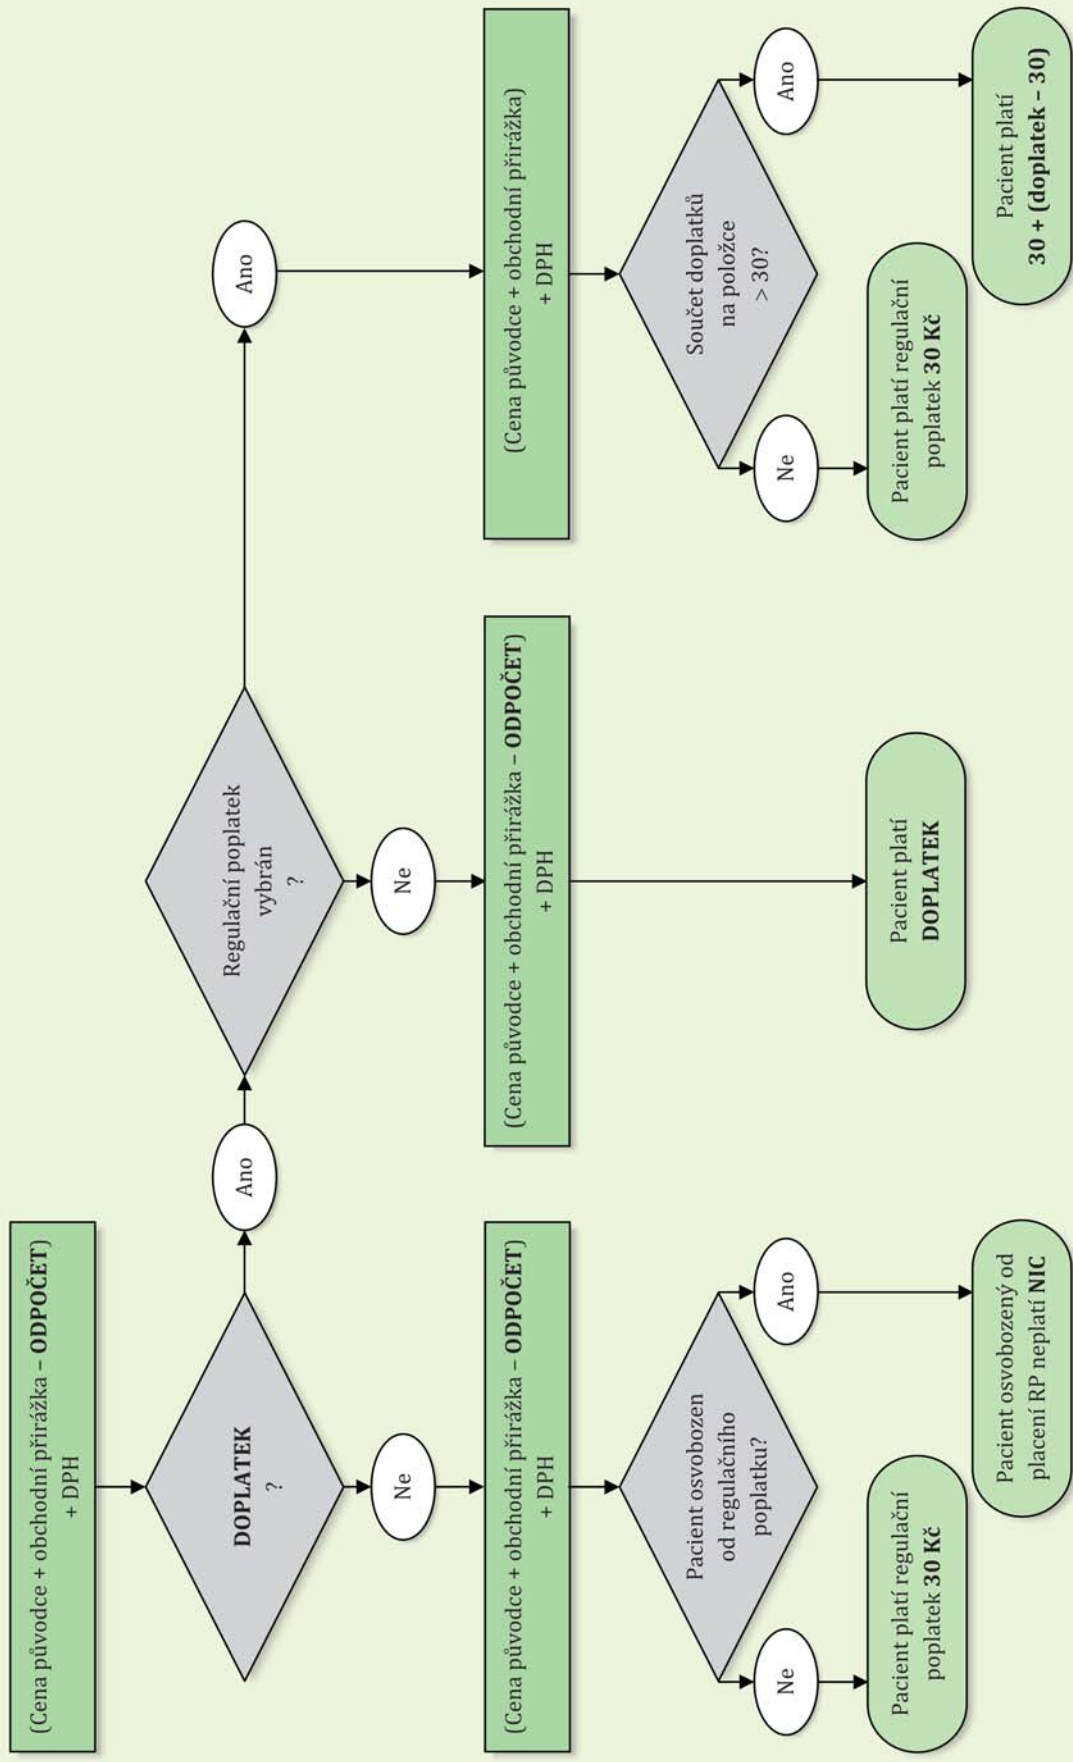 (Cena původce + obchodní přirážka – ODPOČET)
+ DPH
DOPLATEK
?
Ano
Regulační poplatek
vybrán
?
Ano
Ne
Ne
(Cena původce + obchodní přirážka – ODPOČET)
+ DPH
(Cena původce + obchodní přirážka – ODPOČET)
+ DPH
(Cena původce + obchodní přirážka)
+ DPH
Pacient osvobozen
od regulačního
poplatku?
Součet doplatků
na položce
> 30?
Ne
Ano
Ne
Ano
Pacient platí regulační
poplatek 30 Kč
Pacient osvobozený od
placení RP neplatí NIC
Pacient platí
DOPLATEK
Pacient platí regulační
poplatek 30 Kč
Pacient platí
30 + (doplatek – 30)